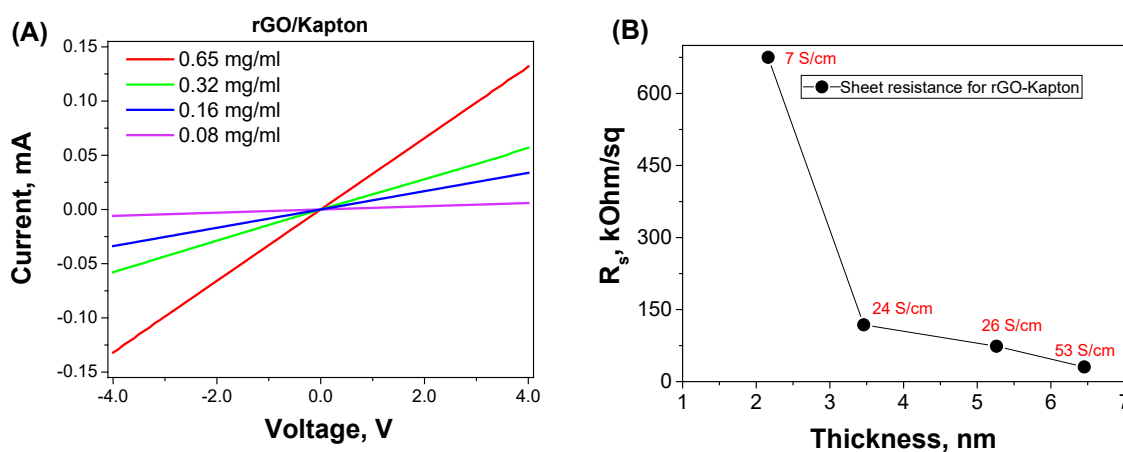 (A)
rGO/Kapton
0.65 mg/ml
0.32 mg/ml
0.16 mg/ml
0.08 mg/ml
0.15
0.10
0.05
0.00
-0.05
-0.10
-0.15
Current, mA
-4.0 -2.0 0.0 2.0 4.0
Voltage, V
(B)
7 S/cm
Sheet resistance for rGO-Kapton
24 S/cm
26 S/cm
53 S/cm
600
450
300
150
0
Rs, kOhm/sq
1 2 3 4 5 6 7
Thickness, nm